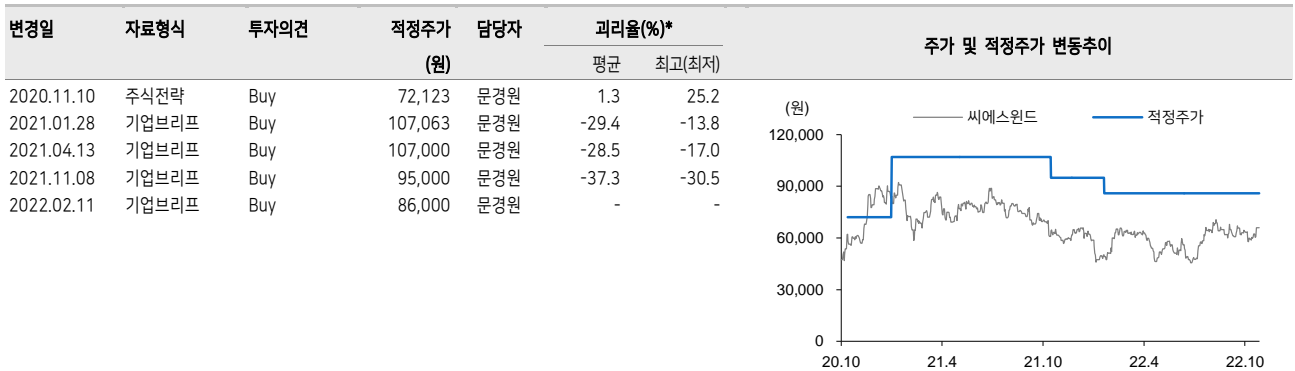 변경일 자료형식 투자의견 적정주가 담당자 괴리율(%)* 주가 및 적정주가 변동추이
(원) 평균 최고(최저)
2020.11.10 주식전략 Buy 72,123 문경원 1.3 25.2
2021.01.28 기업브리프 Buy 107,063 문경원 -29.4 -13.8
2021.04.13 기업브리프 Buy 107,000 문경원 -28.5 -17.0
2021.11.08 기업브리프 Buy 95,000 문경원 -37.3 -30.5
2022.02.11 기업브리프 Buy 86,000 문경원 - -
(원) 씨에스윈드 적정주가
120,000
90,000
60,000
30,000
0
20.10 21.4 21.10 22.4 22.10